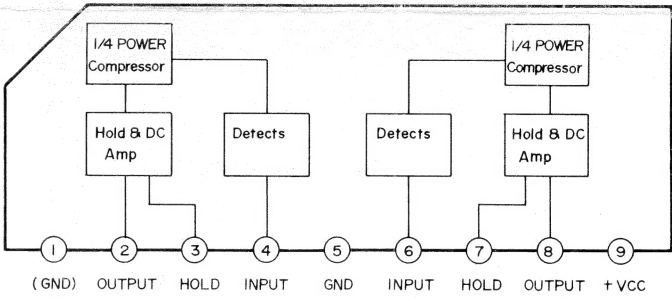 1/4 POWER
Compressor
1/4 POWER
Compressor
Hold & DC
Amp
Detects
Detects
Hold & DC
Amp
1 2 3 4 5 6 7 8 9
(GND) OUTPUT HOLD INPUT GND INPUT HOLD OUTPUT +VCC